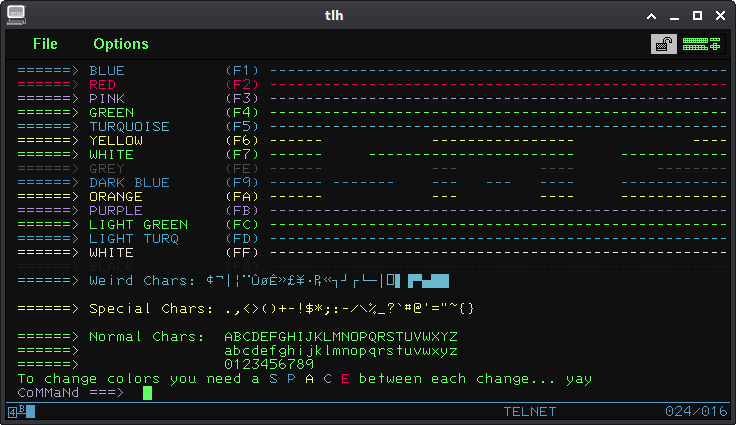 tlh
File Options
======> BLUE (F1) ------------------------------------------------------
======> RED (F2) ------------------------------------------------------
======> PINK (F3) ------------------------------------------------------
======> GREEN (F4) ------------------------------------------------------
======> TURQUOISE (F5) ------------------------------------------------------
======> YELLOW (F6) ------ ----------------- ----
======> WHITE (F7) ------ ------------------------ -------------
======> GREY (FE) --- --- ---
======> DARK BLUE (F9) ------ ------- --- --- --- -------------
======> ORANGE (FA) ------ ----------------- ----
======> PURPLE (FB) ------------------------------------------------------
======> LIGHT GREEN (FC) ------------------------------------------------------
======> LIGHT TURQ (FD) ------------------------------------------------------
======> WHITE (FF) ------------------------------------------------------
BLACK
======> Weird Chars:
======> Special Chars: .,<>()+-!$*;:-/\%_?`#@'="~{}
======> Normal Chars: ABCDEFGHIJKLMNOPQRSTUVWXYZ
======> abcdefghijklmnopqrstuvwxyz
======> 0123456789
To change colors you need a S P A C E between each change... yay
CoMMaNd ===>
4 B TELNET 024/016